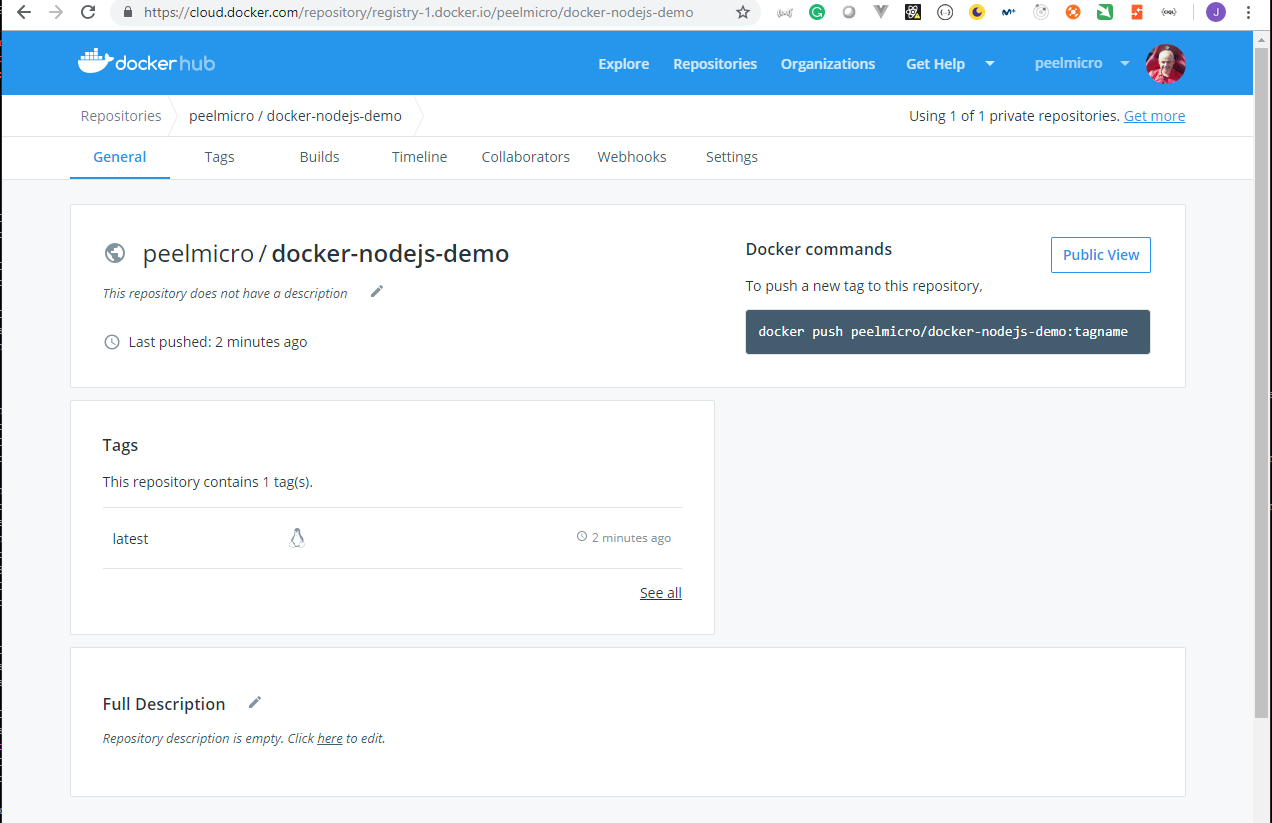 https://cloud.docker.com/repository/registry-1.docker.io/peelmicro/docker-nodejs-demo
J
docker hub
Explore Repositories Organizations Get Help peelmicro
Repositories peelmicro / docker-nodejs-demo Using 1 of 1 private repositories. Get more
General Tags Builds Timeline Collaborators Webhooks Settings
peelmicro / docker-nodejs-demo
This repository does not have a description
Last pushed: 2 minutes ago
Docker commands
Public View
To push a new tag to this repository,
docker push peelmicro/docker-nodejs-demo:tagname
Tags
This repository contains 1 tag(s).
latest 2 minutes ago
See all
Full Description
Repository description is empty. Click here to edit.